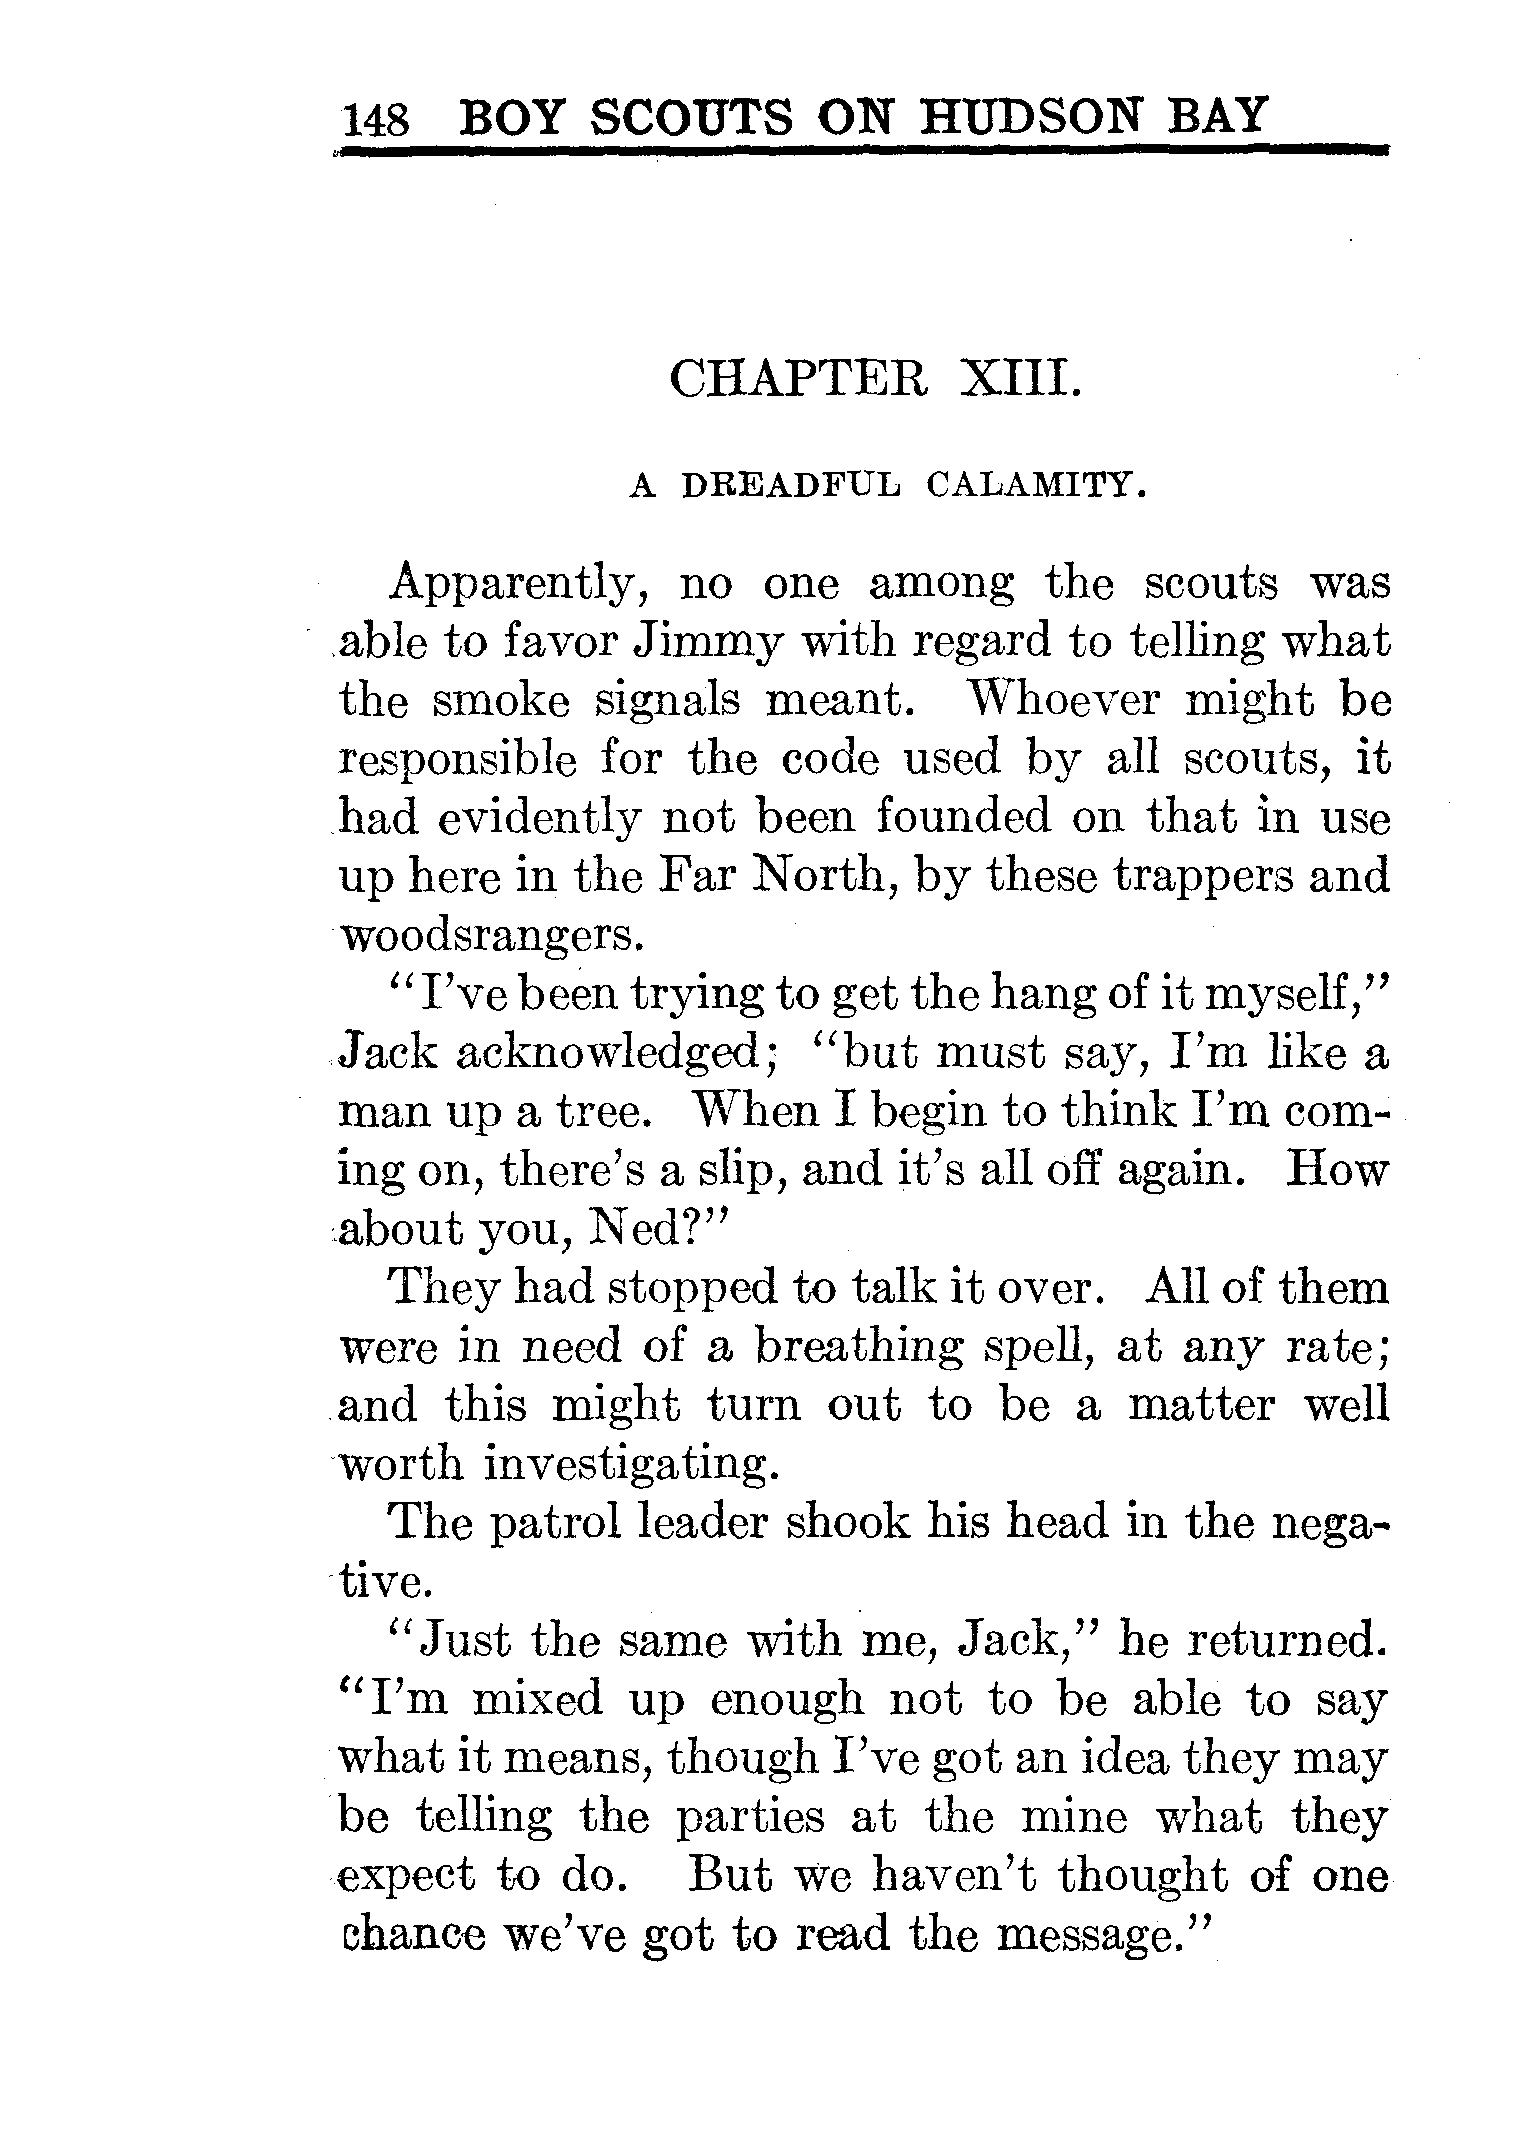 148 BOY SCOUTS ON HUDSON BAY
CHAPTER XIII.
A DREADFUL CALAMITY.
Apparently, no one among the scouts was
able to favor Jimmy with regard to telling what
the smoke signals meant. Whoever might be
responsible for the code used by all scouts, it
had evidently not been founded on that in use
up here in the Far North, by these trappers and
woodsrangers.
"I've been trying to get the hang of it myself,"
Jack acknowledged; "but must say, I'm like a
man up a tree. When I begin to think I'm com-
ing on, there's a slip, and it's all off again. How
about you, Ned?"
They had stopped to talk it over. All of them
were in need of a breathing spell, at any rate;
and this might turn out to be a matter well
worth investigating.
The patrol leader shook his head in the nega-
tive.
"Just the same with me, Jack," he returned.
"I'm mixed up enough not to be able to say
what it means, though I've got an idea they may
be telling the parties at the mine what they
expect to do. But we haven't thought of one
chance we've got to read the message."